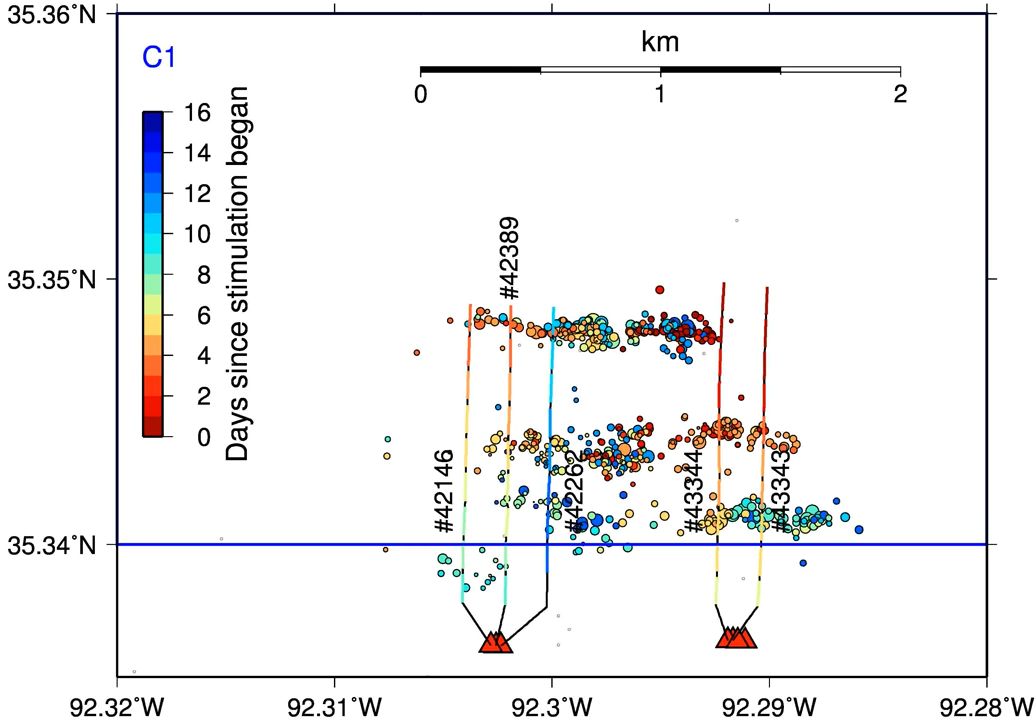 35.36°N
35.35°N
35.34°N
C1
16
14
12
10
8
6
4
2
0
Days since stimulation began
km
0
1
2
#42389
#42146
#42262
#43344
#43343
92.32°W
92.31°W
92.3°W
92.29°W
92.28°W